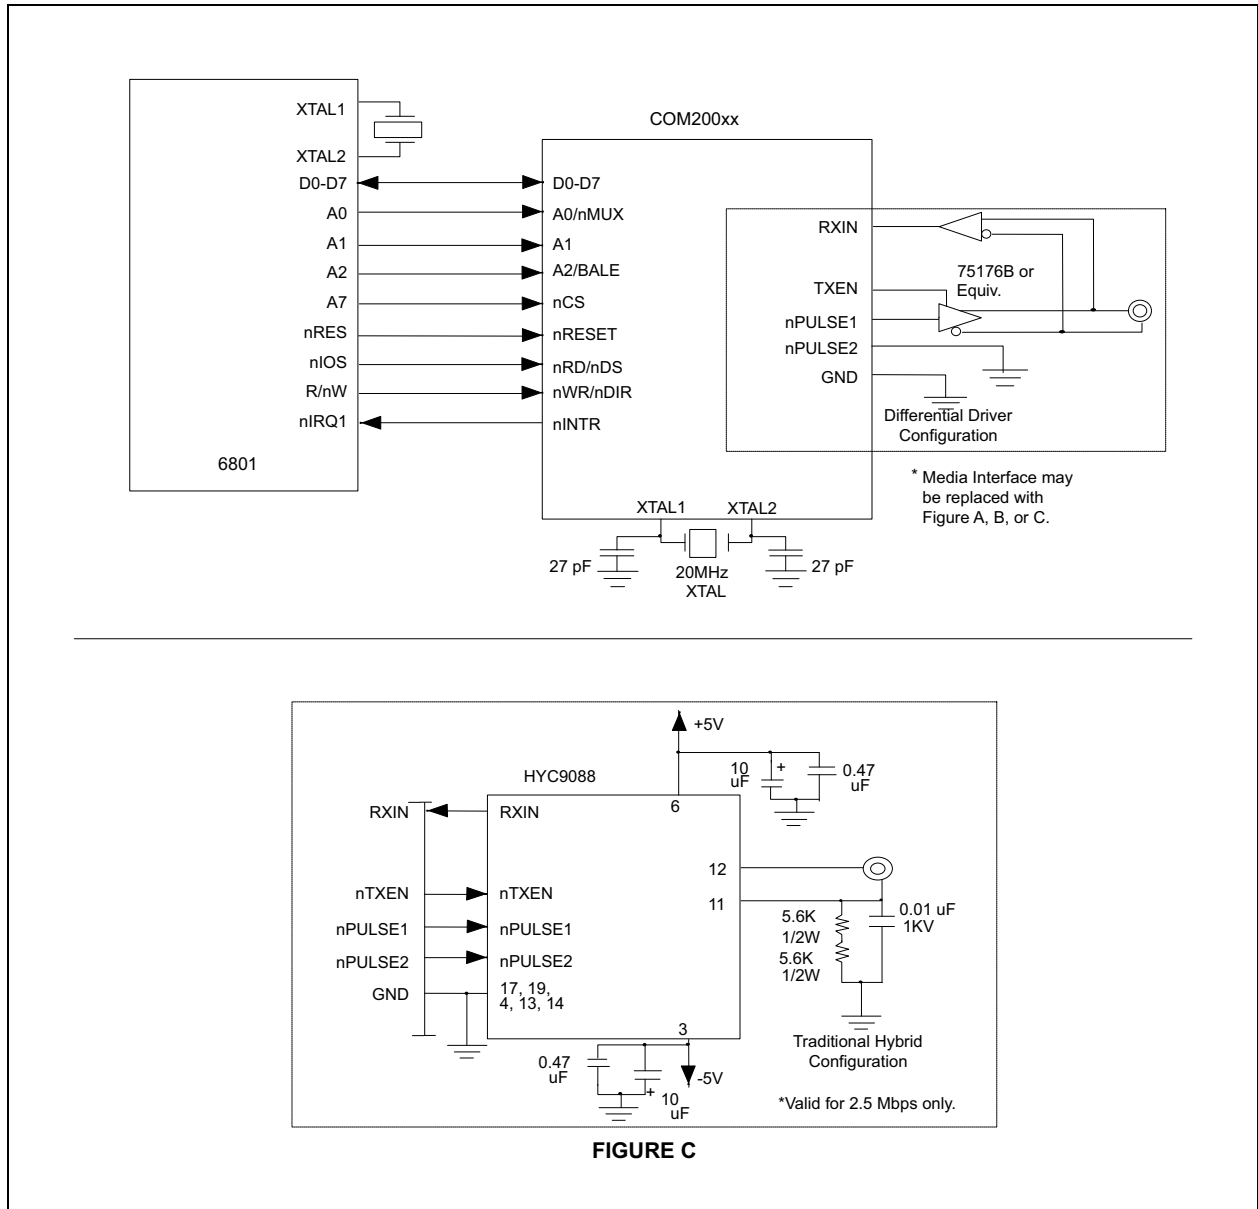 XTAL1
XTAL2
D0-D7
A0
A1
A2
A7
nRES
nIOS
R/nW
nIRQ1
6801
COM200xx
D0-D7
A0/nMUX
A1
A2/BALE
nCS
nRESET
nRD/nDS
nWR/nDIR
nINTR
XTAL1
XTAL2
27 pF
20MHz
XTAL
27 pF
RXIN
TXEN
nPULSE1
nPULSE2
GND
75176B or
Equiv.
Differential Driver
Configuration
* Media Interface may
be replaced with
Figure A, B, or C.
+5V
10
uF
+
0.47
uF
HYC9088
6
RXIN
nTXEN
nPULSE1
nPULSE2
GND
RXIN
nTXEN
nPULSE1
nPULSE2
17, 19,
4, 13, 14
12
11
3
5.6K
1/2W
5.6K
1/2W
0.01 uF
1KV
0.47
uF
+
10
uF
-5V
Traditional Hybrid
Configuration
*Valid for 2.5 Mbps only.
FIGURE C